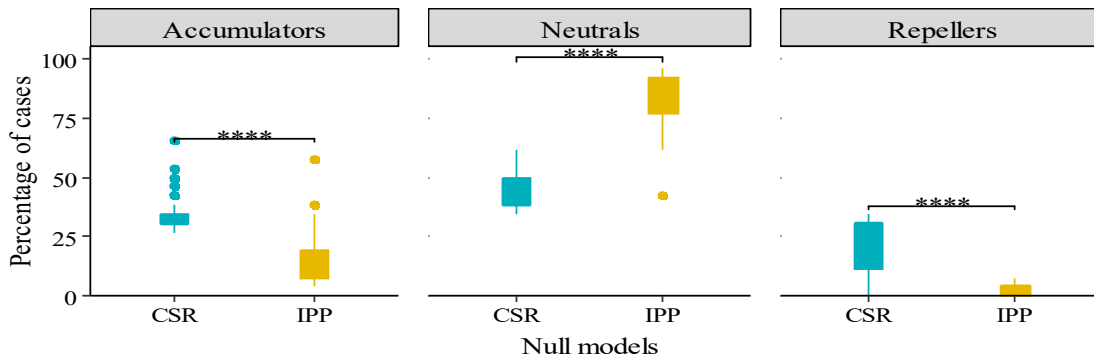 Accumulators Neutrals Repellers
Percentage of cases
100
75
50
25
0
**** **** ****
CSR IPP CSR IPP CSR IPP
Null models